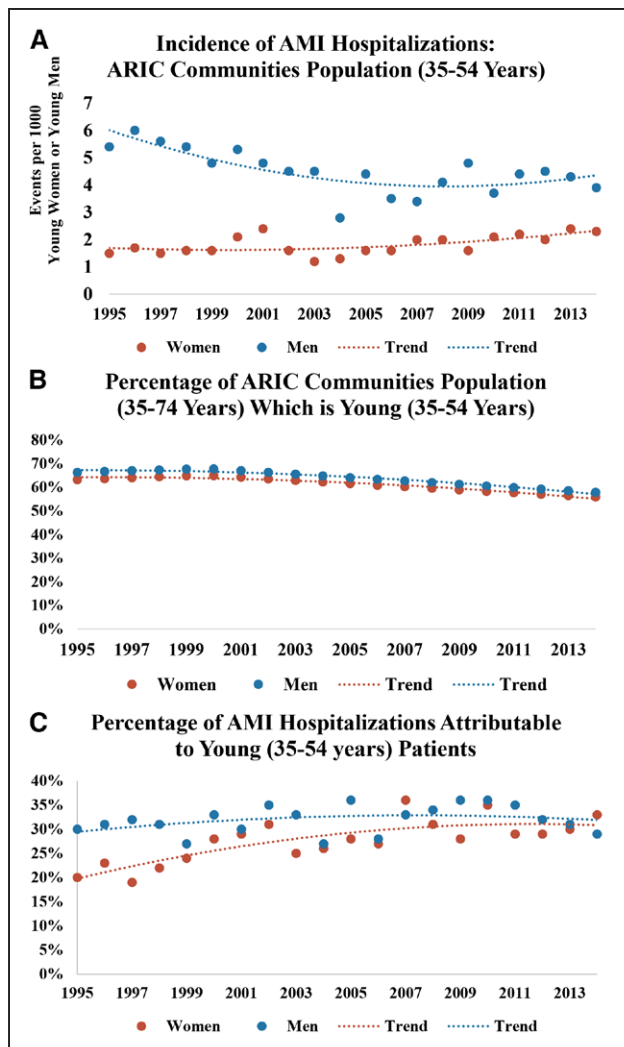 A
Incidence of AMI Hospitalizations:
ARIC Communities Population (35-54 Years)
Events per 1000
Young Women or Young Men
7
6
5
4
3
2
1
0
1995 1997 1999 2001 2003 2005 2007 2009 2011 2013
Women Men Trend Trend
B
Percentage of ARIC Communities Population
(35-74 Years) Which is Young (35-54 Years)
80%
70%
60%
50%
40%
30%
20%
10%
0%
1995 1997 1999 2001 2003 2005 2007 2009 2011 2013
Women Men Trend Trend
C
Percentage of AMI Hospitalizations Attributable
to Young (35-54 years) Patients
40%
35%
30%
25%
20%
15%
10%
5%
0%
1995 1997 1999 2001 2003 2005 2007 2009 2011 2013
Women Men Trend Trend